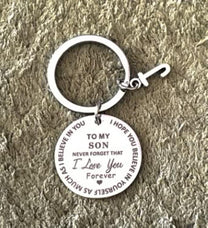 I HOPE YOU BELIEVE IN YOURSELF AS MUCH AS I BELIEVE IN YOU
TO MY
SON
NEVER FORGET THAT
I Love You
Forever
J